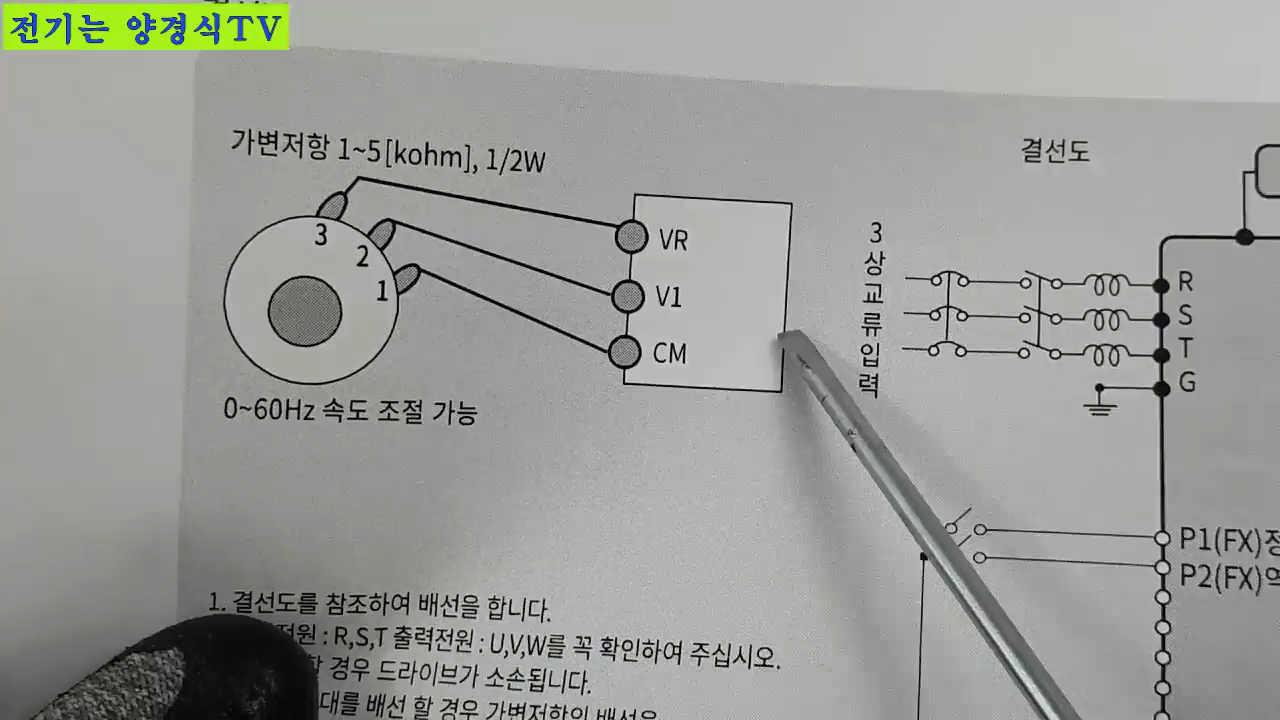 전기는 양경식TV
가변저항 1~5[kohm], 1/2W
3
2
1
VR
V1
CM
0~60Hz 속도 조절 가능
결선도
3상교류입력
R
S
T
G
P1(FX)정
P2(FX)역
1. 결선도를 참조하여 배선을 합니다.
전원 : R,S,T 출력전원 : U,V,W를 꼭 확인하여 주십시오.
할 경우 드라이브가 소손됩니다.
대를 배선 할 경우 가변저항의 배선은